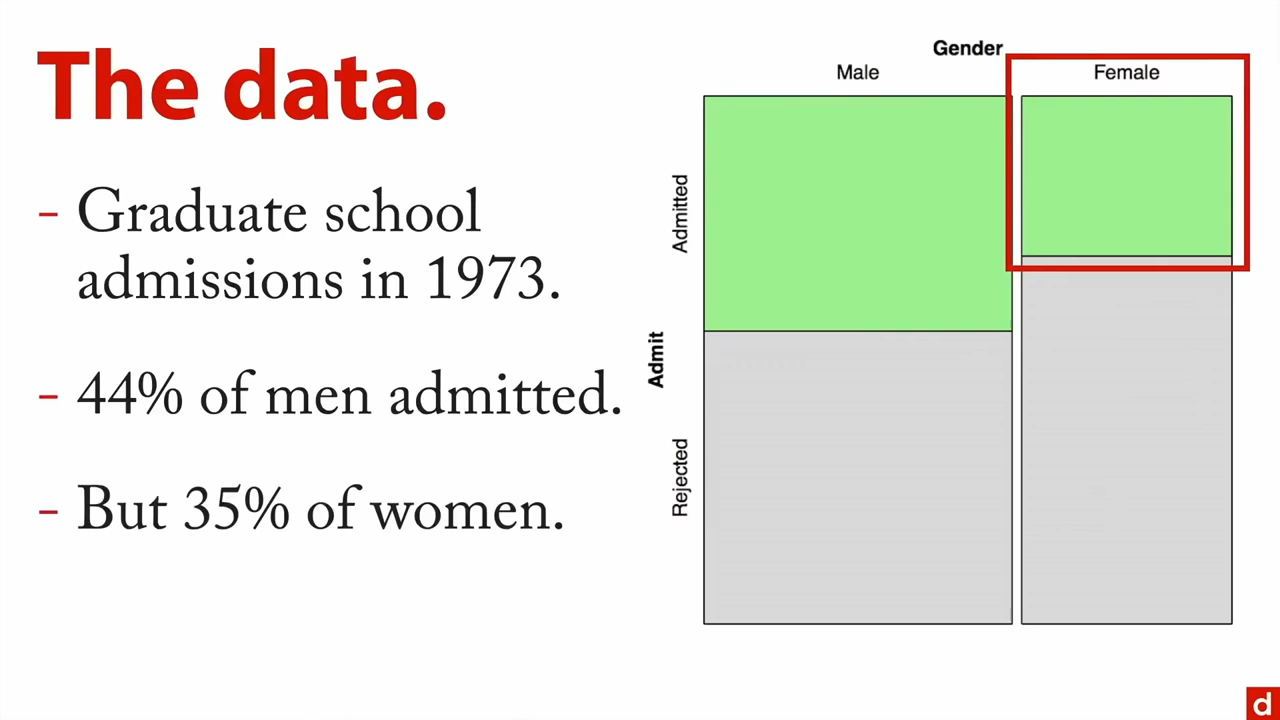 The data.
- Graduate school
admissions in 1973.
- 44% of men admitted.
- But 35% of women.
Gender
Male
Female
Admit
Admitted
Rejected
d